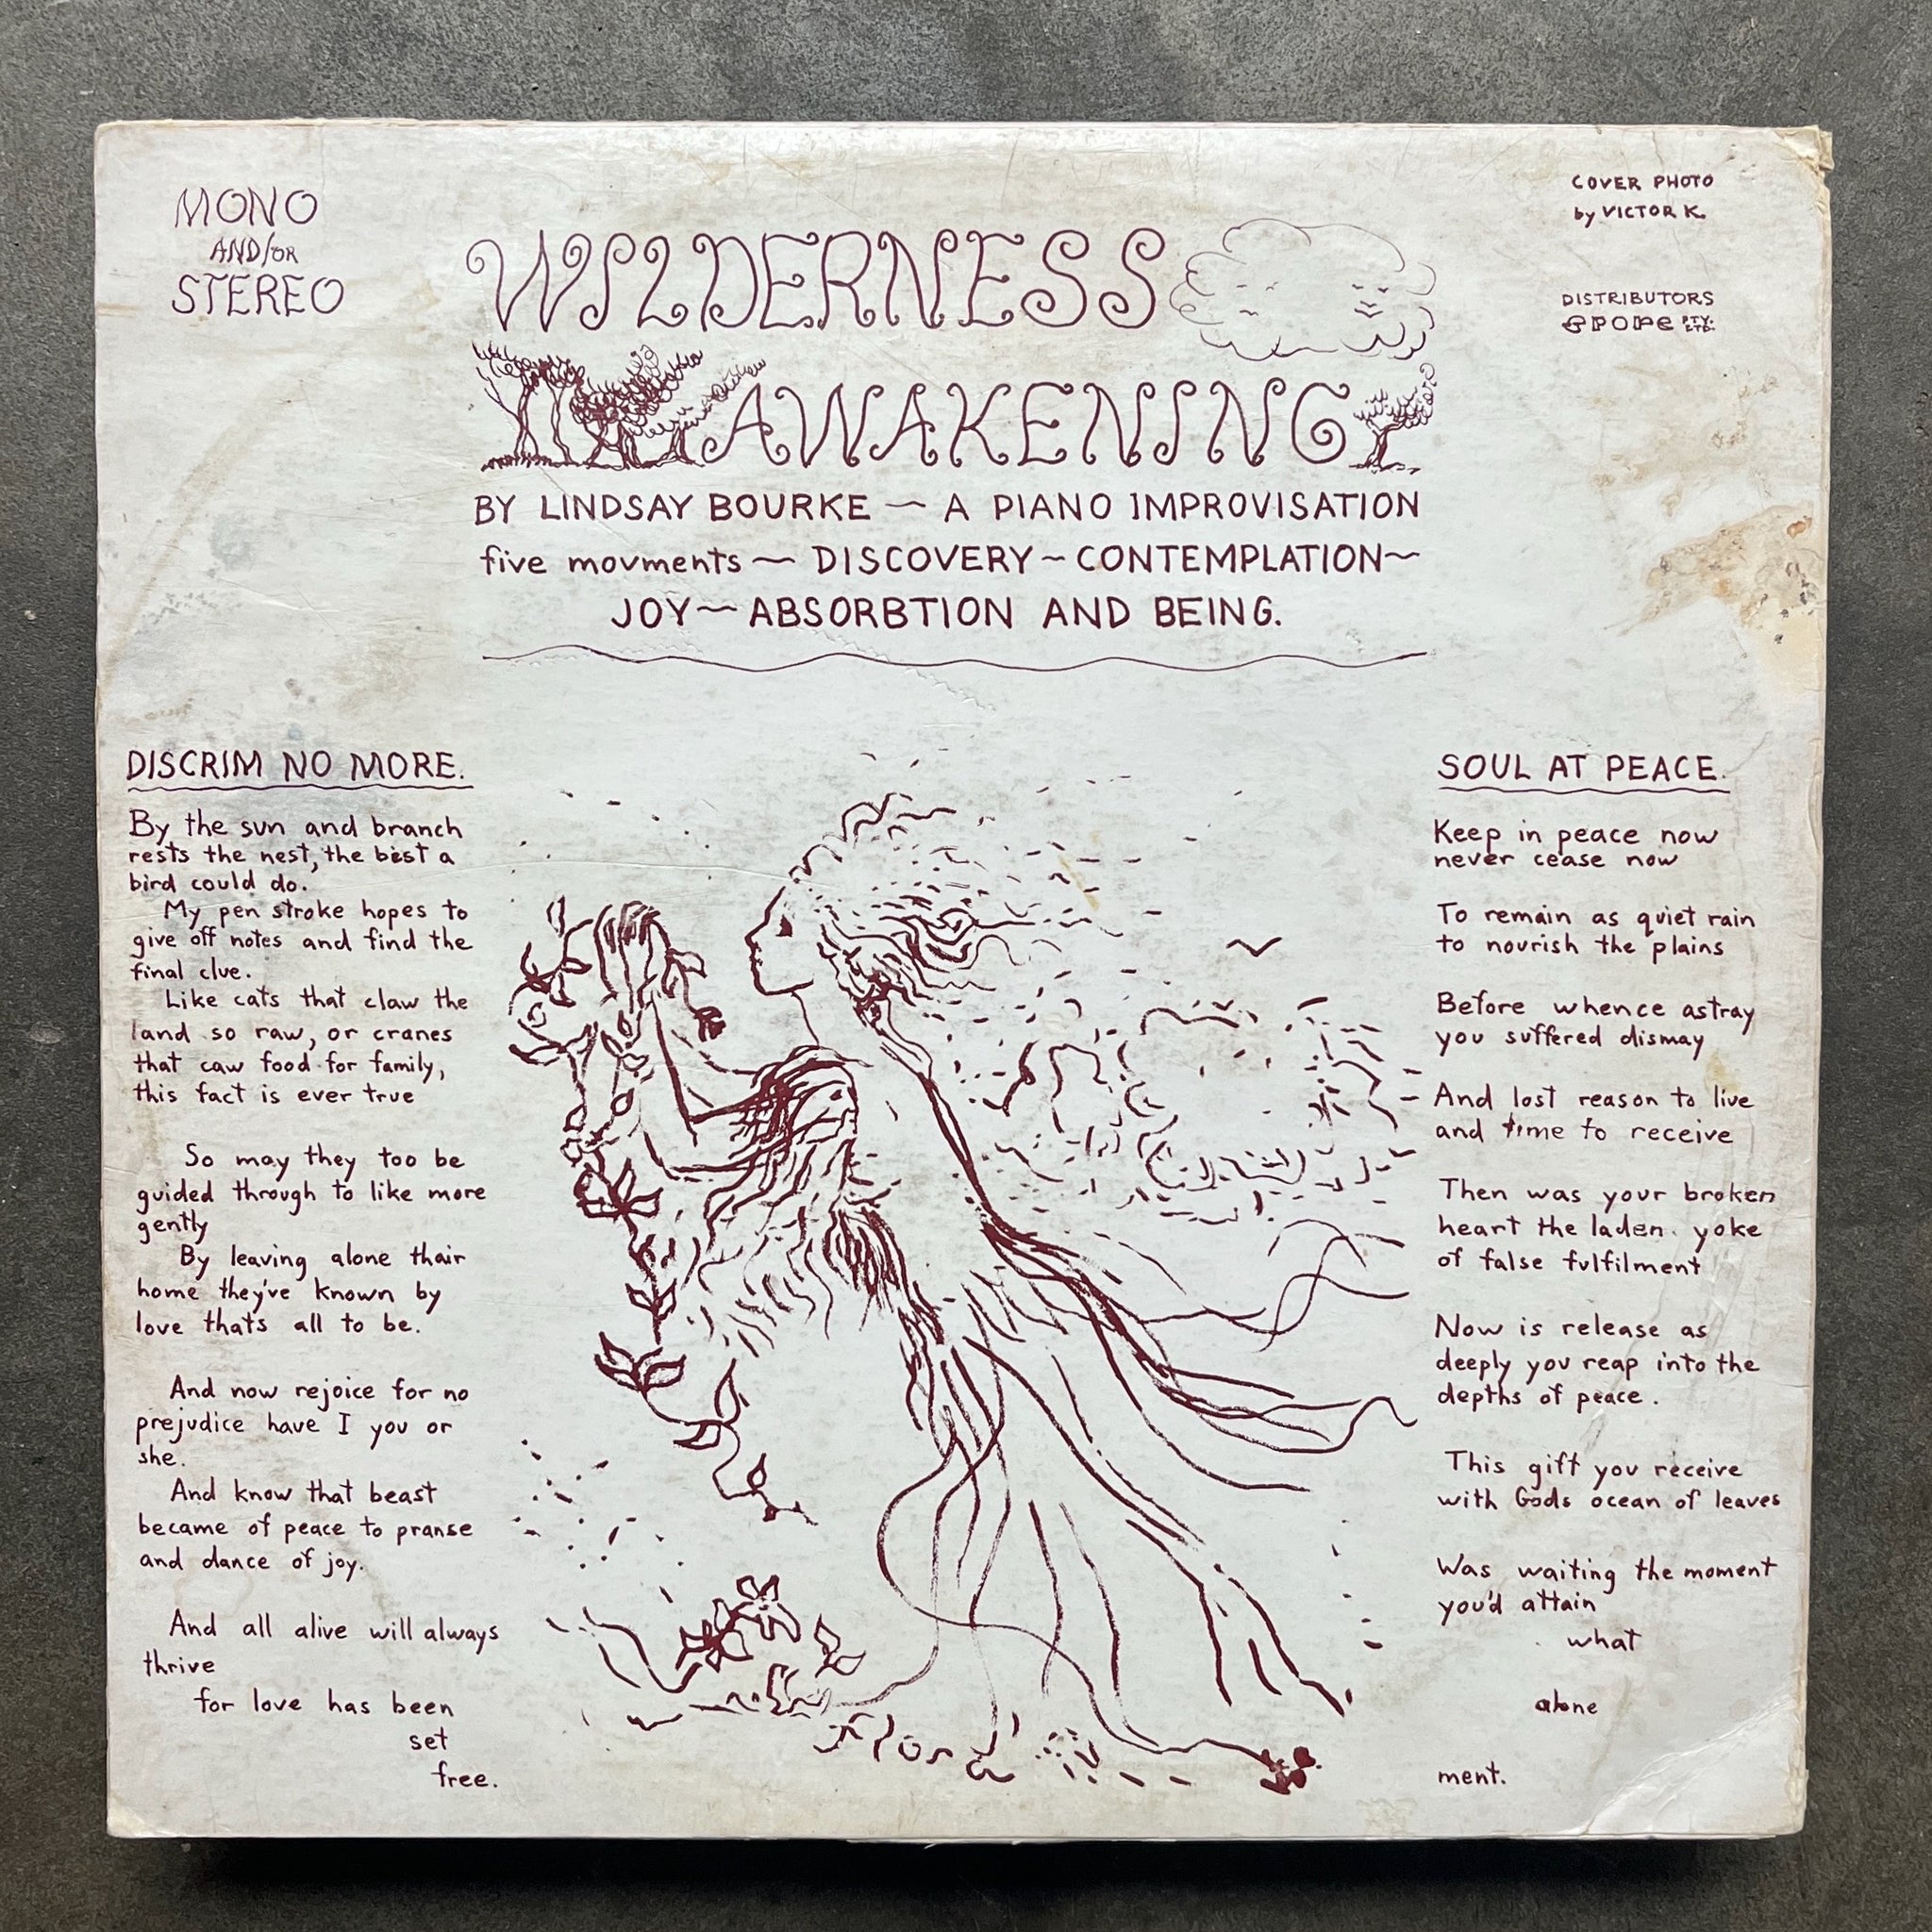 MONO
AND/OR
STEREO
COVER PHOTO
by VICTOR K.
DISTRIBUTORS
PTY.
LTD.
WILDERNESS
AWAKENING
BY LINDSAY BOURKE ~ A PIANO IMPROVISATION
five movments ~ DISCOVERY ~ CONTEMPLATION ~
JOY ~ ABSORBTION AND BEING.
DISCRIM NO MORE.
By the sun and branch
rests the nest, the best a
bird could do.
My pen stroke hopes to
give off notes and find the
final clue.
Like cats that claw the
land so raw, or cranes
that caw food for family,
this fact is ever true
So may they too be
guided through to like more
gently
By leaving alone thair
home they've known by
love thats all to be.
And now rejoice for no
prejudice have I you or
she.
And know that beast
became of peace to pranse
and dance of joy.
And all alive will always
thrive
for love has been
set
free.
SOUL AT PEACE.
Keep in peace now
never cease now
To remain as quiet rain
to nourish the plains
Before whence astray
you suffered dismay
And lost reason to live
and time to receive
Then was your broken
heart the laden yoke
of false fulfilment
Now is release as
deeply you reap into the
depths of peace.
This gift you receive
with Gods ocean of leaves
Was waiting the moment
you'd attain
what
alone
ment.